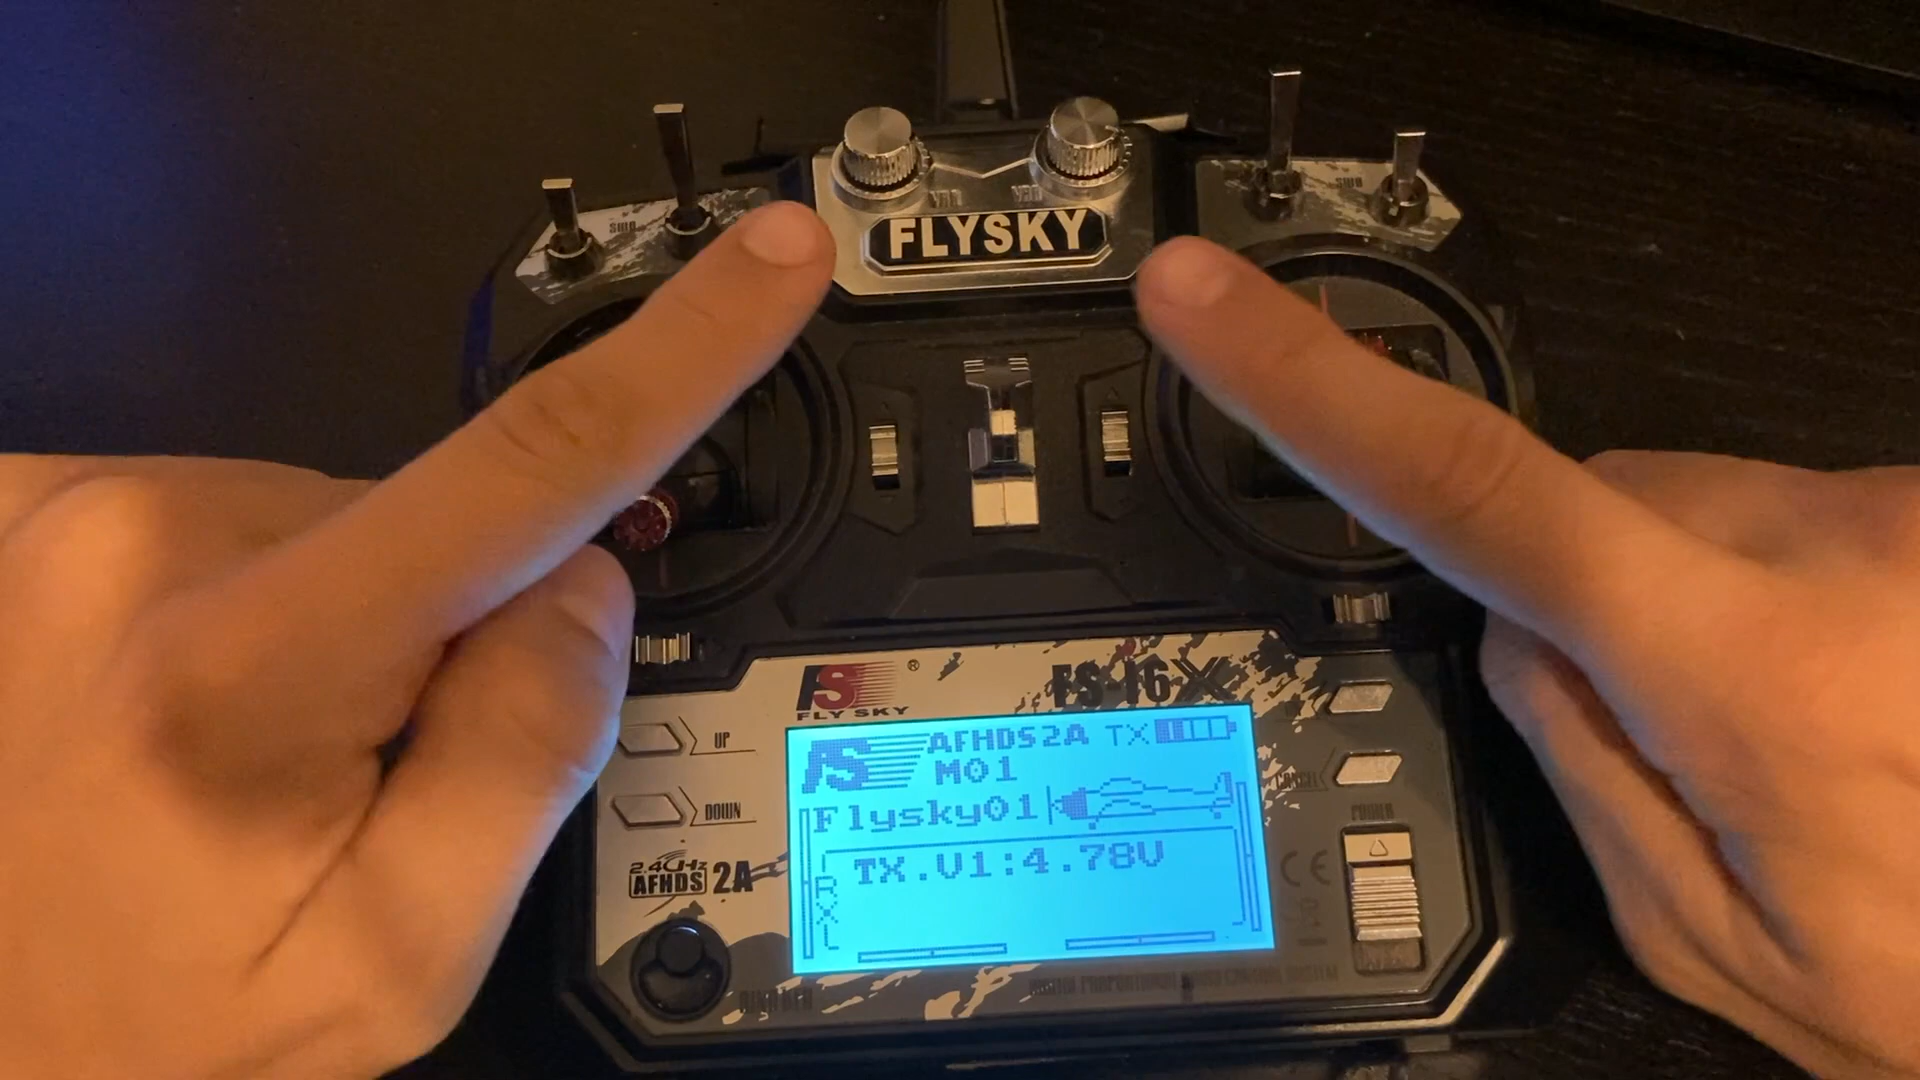 FLYSKY
FS
®
FLY SKY
FS-i6X
UP
DOWN
CANCEL
POWER
2.4GHz
AFHDS 2A
FS AFHDS2A TX
M01
Flysky01
TX.V1:4.78V
RX
CE